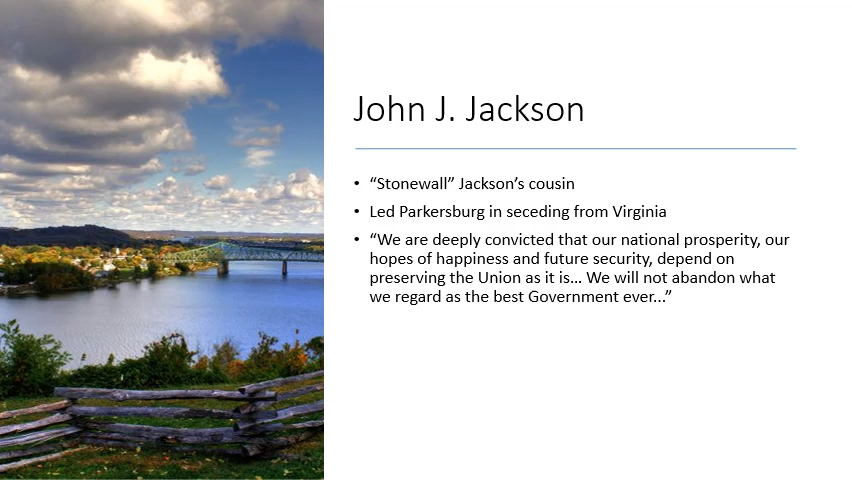 John J. Jackson
• “Stonewall” Jackson’s cousin
• Led Parkersburg in seceding from Virginia
• “We are deeply convicted that our national prosperity, our
hopes of happiness and future security, depend on
preserving the Union as it is... We will not abandon what
we regard as the best Government ever...”